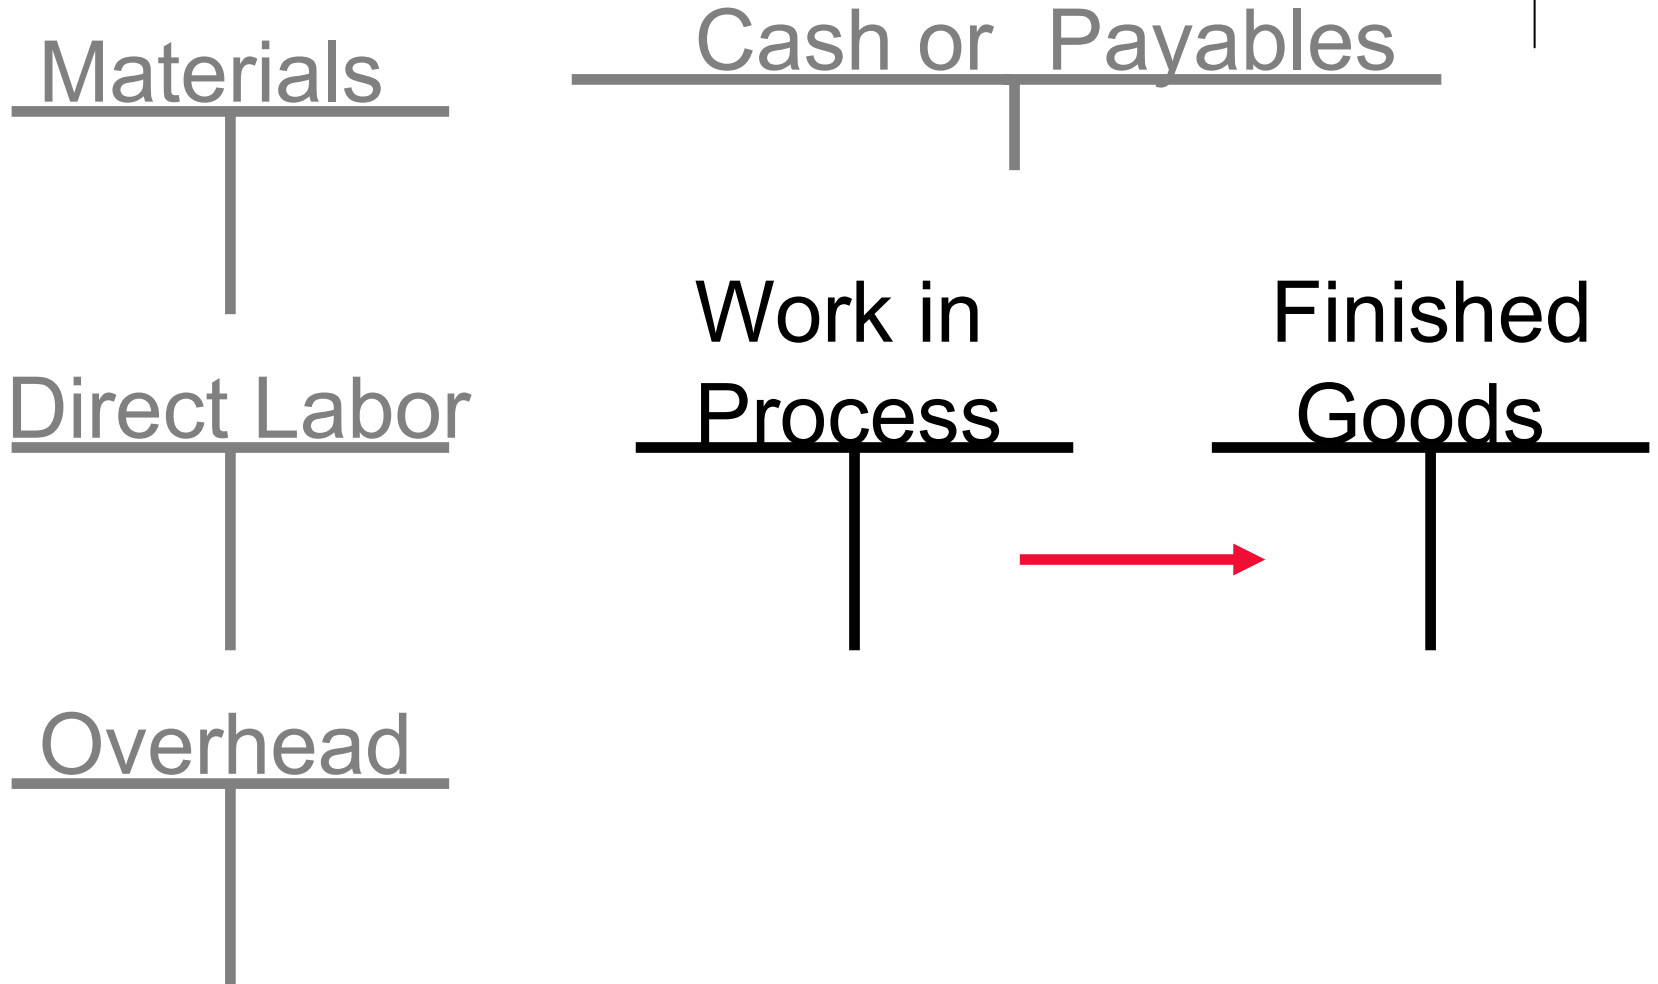 Cash or Payables
Materials
Work in
Process
Finished
Goods
Direct Labor
Overhead